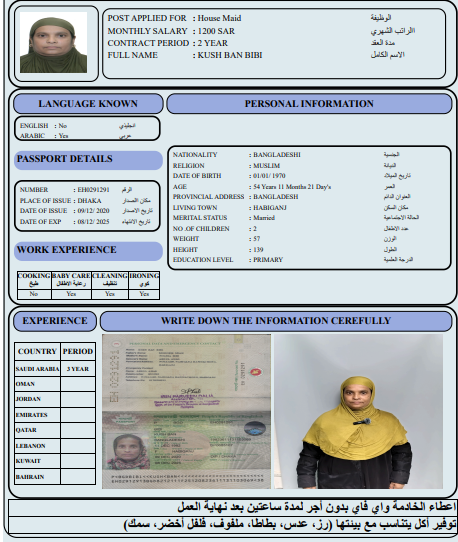 POST APPLIED FOR : House Maid الوظيفة
MONTHLY SALARY : 1200 SAR االراتب الشهري
CONTRACT PERIOD : 2 YEAR مدة العقد
FULL NAME : KUSH BAN BIBI الاسم الكامل
LANGUAGE KNOWN
ENGLISH : No انجليزي
ARABIC : Yes عربي
PASSPORT DETAILS
NUMBER : EH0291291 الرقم
PLACE OF ISSUE : DHAKA مكان الاصدار
DATE OF ISSUE : 09/12/ 2020 تاريخ الاصدار
DATE OF EXP : 08/12/ 2025 تاريخ الانتهاء
WORK EXPERIENCE
COOKING BABY CARE CLEANING IRONING
طبخ رعاية الاطفال تنظيف كوي
No Yes Yes Yes
PERSONAL INFORMATION
NATIONALITY : BANGLADESHI الجنسية
RELIGION : MUSLIM الديانة
DATE OF BIRTH : 01/01/ 1970 تاريخ الميلاد
AGE : 54 Years 11 Months 21 Day's العمر
PROVINCIAL ADDRESS : BANGLADESH العنوان الدائم
LIVING TOWN : HABIGANJ مكان السكن
MERITAL STATUS : Married الحالة الاجتماعية
NO .OF CHILDREN : 2 عدد الاطفال
WEIGHT : 57 الوزن
HEIGHT : 139 الطول
EDUCATION LEVEL : PRIMARY الدرجة العلمية
EXPERIENCE
WRITE DOWN THE INFORMATION CEREFULLY
COUNTRY PERIOD
SAUDI ARABIA 3 YEAR
OMAN
JORDAN
EMIRATES
QATAR
LEBANON
KUWAIT
BAHRAIN
EH0291291
اعطاء الخادمة واي فاي بدون أجر لمدة ساعتين بعد نهاية العمل
توفير أكل يتناسب مع بيئتها (رز، عدس، بطاطا، ملفوف، فلفل أخضر، سمك)